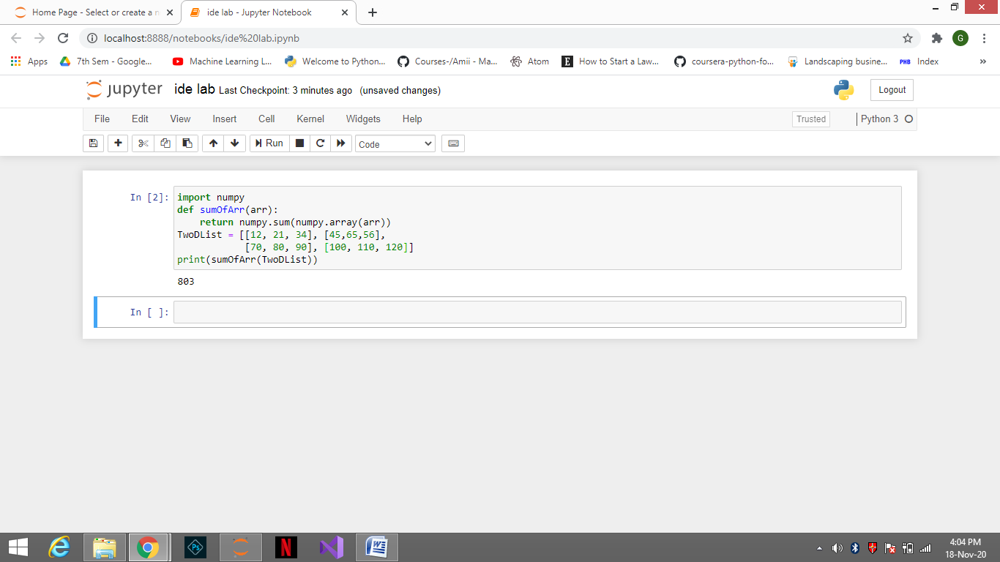 Home Page - Select or create a n
ide lab - Jupyter Notebook
localhost:8888/notebooks/ide%20lab.ipynb
G
Apps
7th Sem - Google...
Machine Learning L...
Welcome to Python...
Courses-/Amii - Ma...
Atom
E
How to Start a Law...
coursera-python-fo...
Landscaping busine...
PHB
Index
»
jupyter
ide lab Last Checkpoint: 3 minutes ago (unsaved changes)
Logout
File Edit View Insert Cell Kernel Widgets Help
Trusted
Python 3
Run
Code
In [2]:
import numpy
def sumOfArr(arr):
    return numpy.sum(numpy.array(arr))
TwoDList = [[12, 21, 34], [45,65,56],
            [70, 80, 90], [100, 110, 120]]
print(sumOfArr(TwoDList))
803
In [ ]:
Ps
N
W
4:04 PM
18-Nov-20